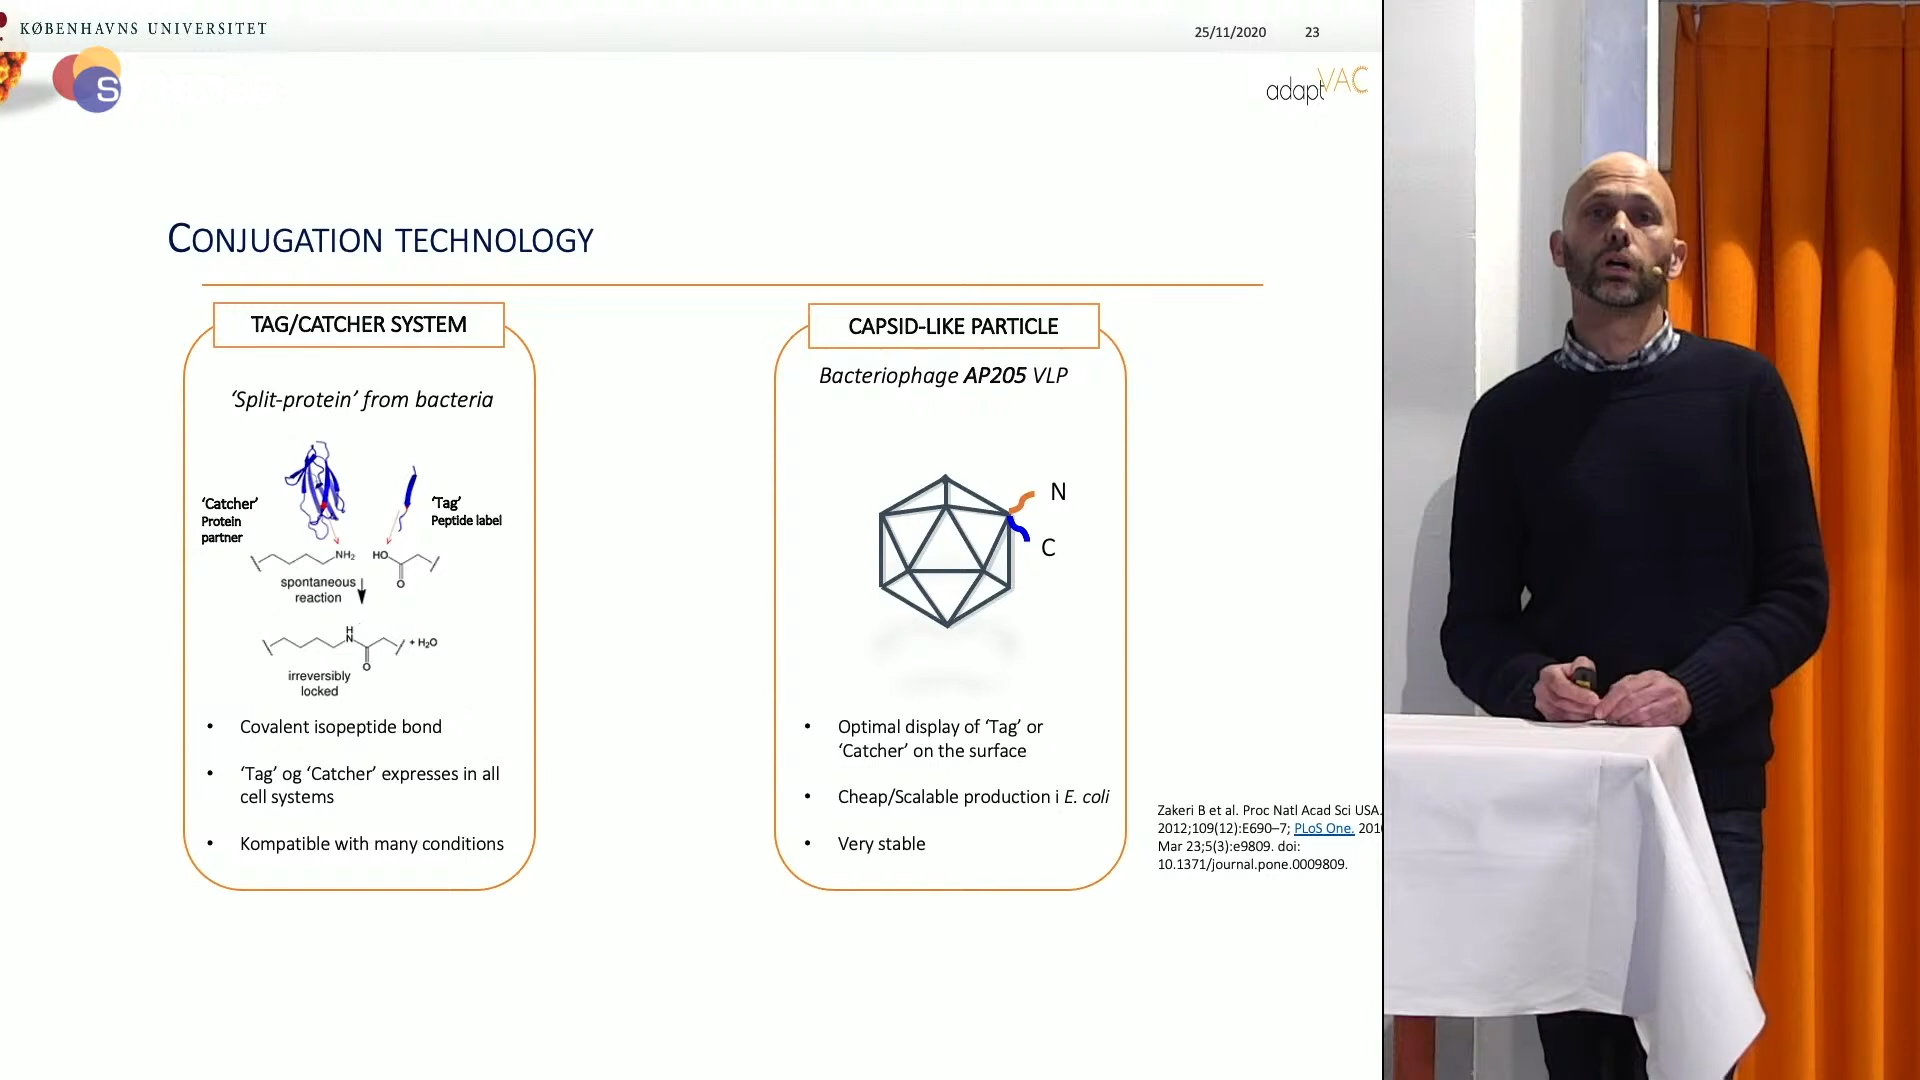 KØBENHAVNS UNIVERSITET
25/11/2020 23
S
adaptVAC
CONJUGATION TECHNOLOGY
TAG/CATCHER SYSTEM
'Split-protein' from bacteria
'Catcher'
Protein
partner
'Tag'
Peptide label
NH2
HO
O
spontaneous
reaction
H
N
O
+ H2O
irreversibly
locked
• Covalent isopeptide bond
• 'Tag' og 'Catcher' expresses in all
cell systems
• Kompatible with many conditions
CAPSID-LIKE PARTICLE
Bacteriophage AP205 VLP
N
C
• Optimal display of 'Tag' or
'Catcher' on the surface
• Cheap/Scalable production i E. coli
• Very stable
Zakeri B et al. Proc Natl Acad Sci USA.
2012;109(12):E690–7; PLoS One.
Mar 23;5(3):e9809. doi:
10.1371/journal.pone.0009809.